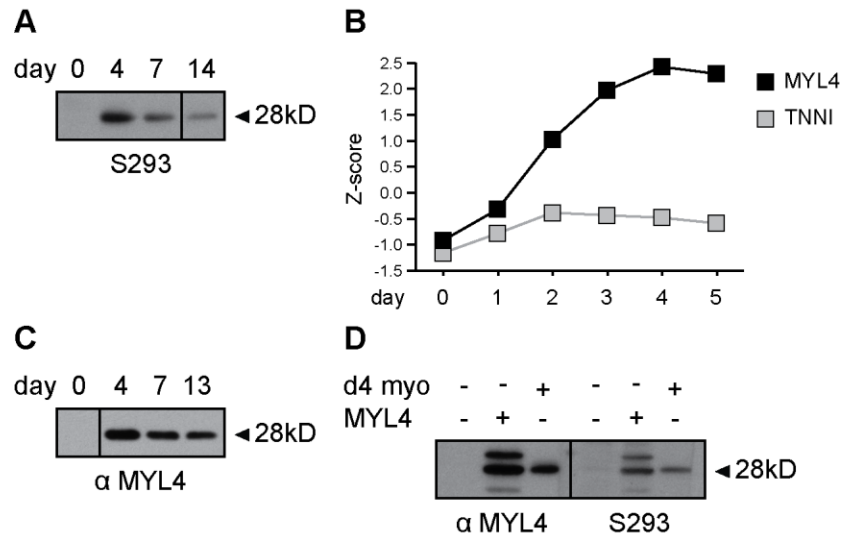 A
day 0 4 7 14
◄28kD
S293
B
Z-score
2.5
2.0
1.5
1.0
0.5
0.0
-0.5
-1.0
-1.5
day 0 1 2 3 4 5
MYL4
TNNI
C
day 0 4 7 13
◄28kD
α MYL4
D
d4 myo - - + - - +
MYL4 - + - - + -
◄28kD
α MYL4 S293